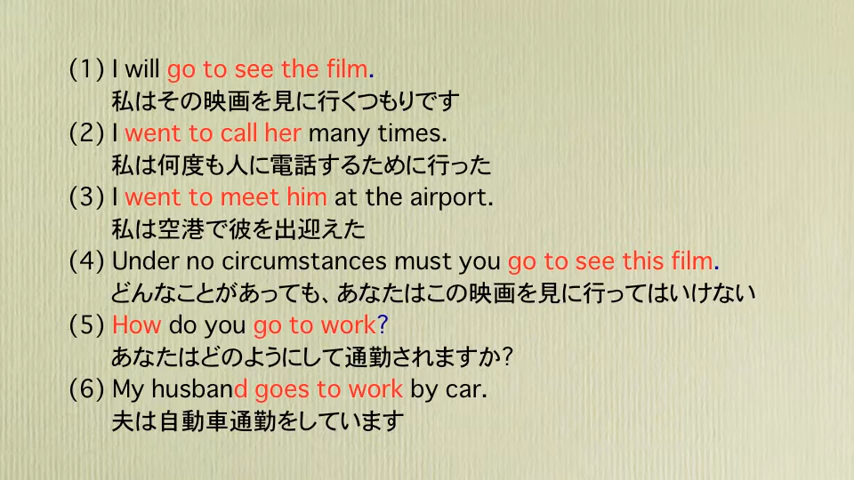 (1) I will go to see the film.
私はその映画を見に行くつもりです
(2) I went to call her many times.
私は何度も人に電話するために行った
(3) I went to meet him at the airport.
私は空港で彼を出迎えた
(4) Under no circumstances must you go to see this film.
どんなことがあっても、あなたはこの映画を見に行ってはいけない
(5) How do you go to work?
あなたはどのようにして通勤されますか?
(6) My husband goes to work by car.
夫は自動車通勤をしています